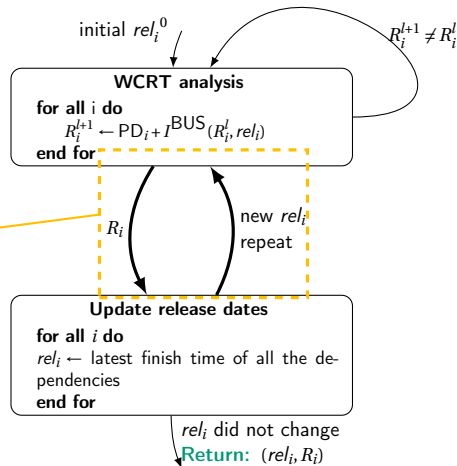 initial rel_i^0
R_i^{l+1} ≠ R_i^l
WCRT analysis
for all i do
R_i^{l+1} ← PD_i + I^{BUS}(R_i^l, rel_i)
end for
R_i
new rel_i
repeat
Update release dates
for all i do
rel_i ← latest finish time of all the de-
pendencies
end for
rel_i did not change
Return: (rel_i, R_i)